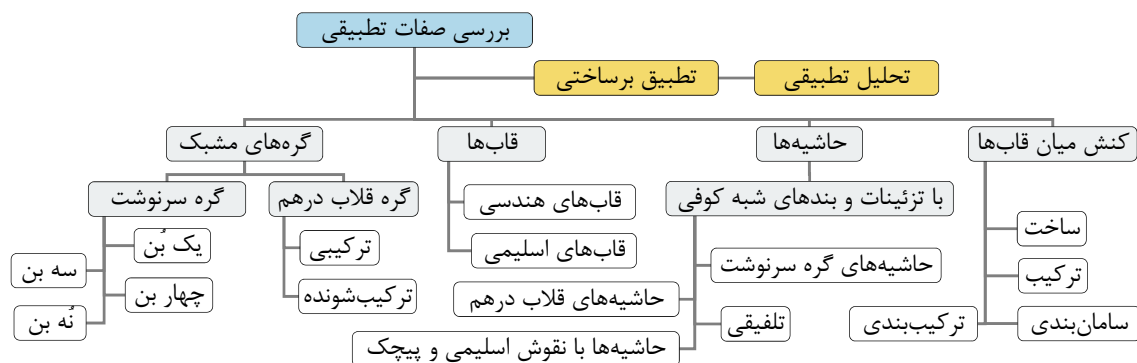 بررسی صفات تطبیقی
تحلیل تطبیقی
تطبیق برساختی
کنش میان قاب‌ها
حاشیه‌ها
قاب‌ها
گره‌های مشبک
با تزئینات و بندهای شبه کوفی
گره قلاب درهم
گره سرنوشت
قاب‌های هندسی
قاب‌های اسلیمی
ساخت
ترکیب
سامان‌بندی
ترکیب‌بندی
حاشیه‌های گره سرنوشت
حاشیه‌های قلاب درهم
تلفیقی
حاشیه‌ها با نقوش اسلیمی و پیچک
ترکیبی
ترکیب‌شونده
یک بُن
سه بن
چهار بن
نُه بن